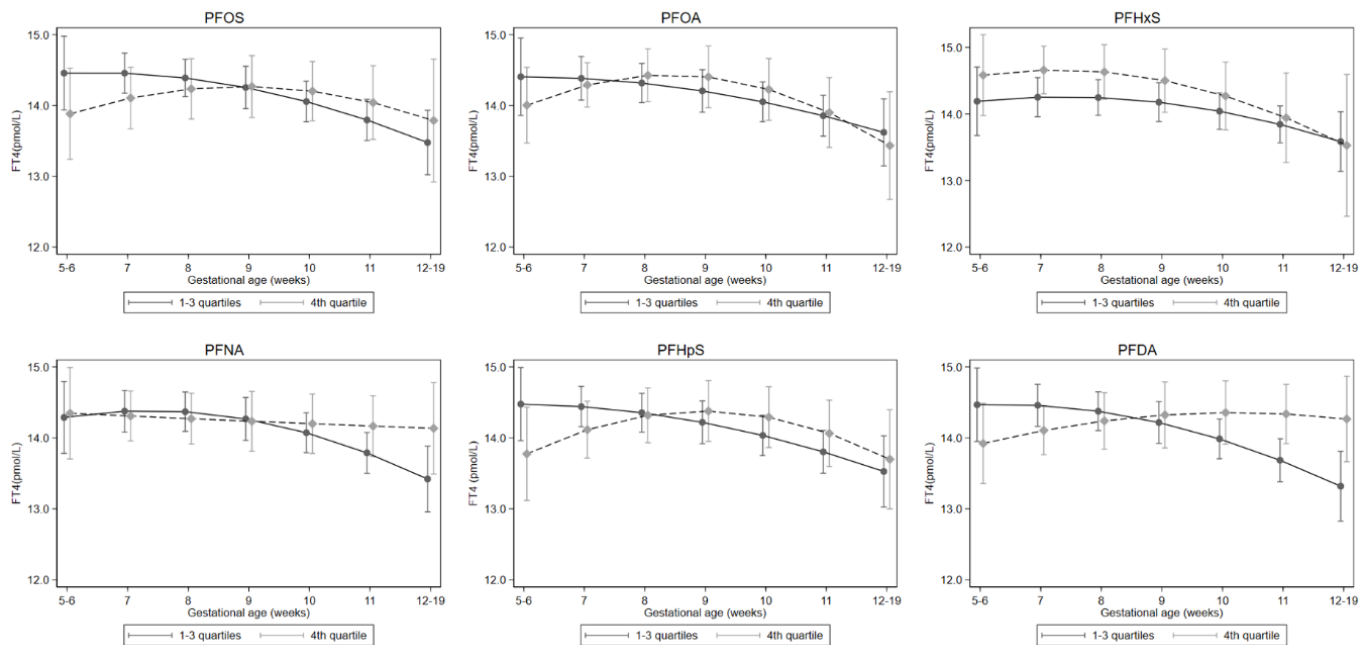 PFOS
FT4(pmol/L)
15.0
14.0
13.0
12.0
5-6 7 8 9 10 11 12-19
Gestational age (weeks)
1-3 quartiles 4th quartile
PFOA
FT4(pmol/L)
15.0
14.0
13.0
12.0
5-6 7 8 9 10 11 12-19
Gestational age (weeks)
1-3 quartiles 4th quartile
PFHxS
FT4(pmol/L)
15.0
14.0
13.0
12.0
5-6 7 8 9 10 11 12-19
Gestational age (weeks)
1-3 quartiles 4th quartile
PFNA
FT4(pmol/L)
15.0
14.0
13.0
12.0
5-6 7 8 9 10 11 12-19
Gestational age (weeks)
1-3 quartiles 4th quartile
PFHpS
FT4 (pmol/L)
15.0
14.0
13.0
12.0
5-6 7 8 9 10 11 12-19
Gestational age (weeks)
1-3 quartiles 4th quartile
PFDA
FT4(pmol/L)
15.0
14.0
13.0
12.0
5-6 7 8 9 10 11 12-19
Gestational age (weeks)
1-3 quartiles 4th quartile